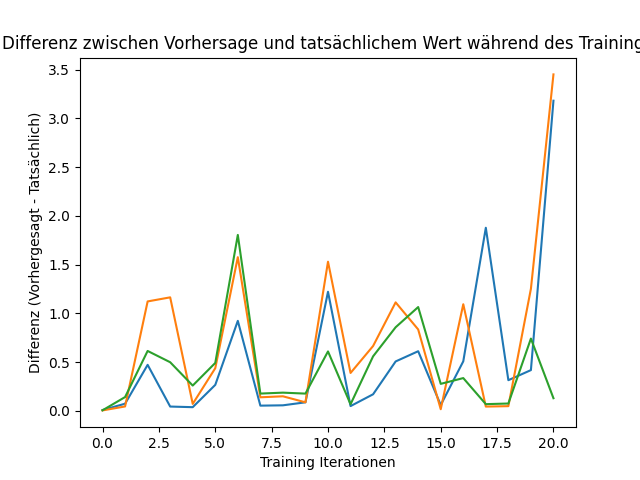 Differenz zwischen Vorhersage und tatsächlichem Wert während des Training
3.5
3.0
2.5
2.0
1.5
1.0
0.5
0.0
Differenz (Vorhergesagt - Tatsächlich)
0.0 2.5 5.0 7.5 10.0 12.5 15.0 17.5 20.0
Training Iterationen